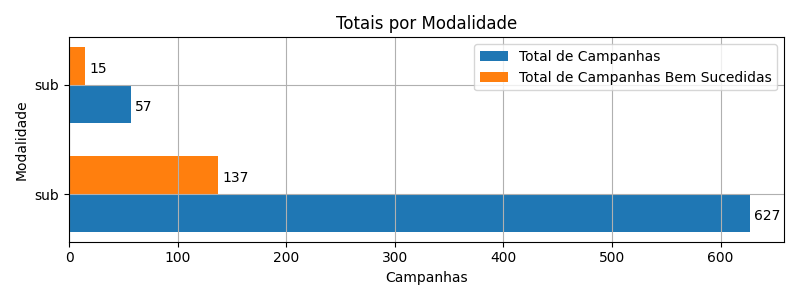 Totais por Modalidade
Total de Campanhas
Total de Campanhas Bem Sucedidas
Modalidade
sub
15
57
sub
137
627
0 100 200 300 400 500 600
Campanhas